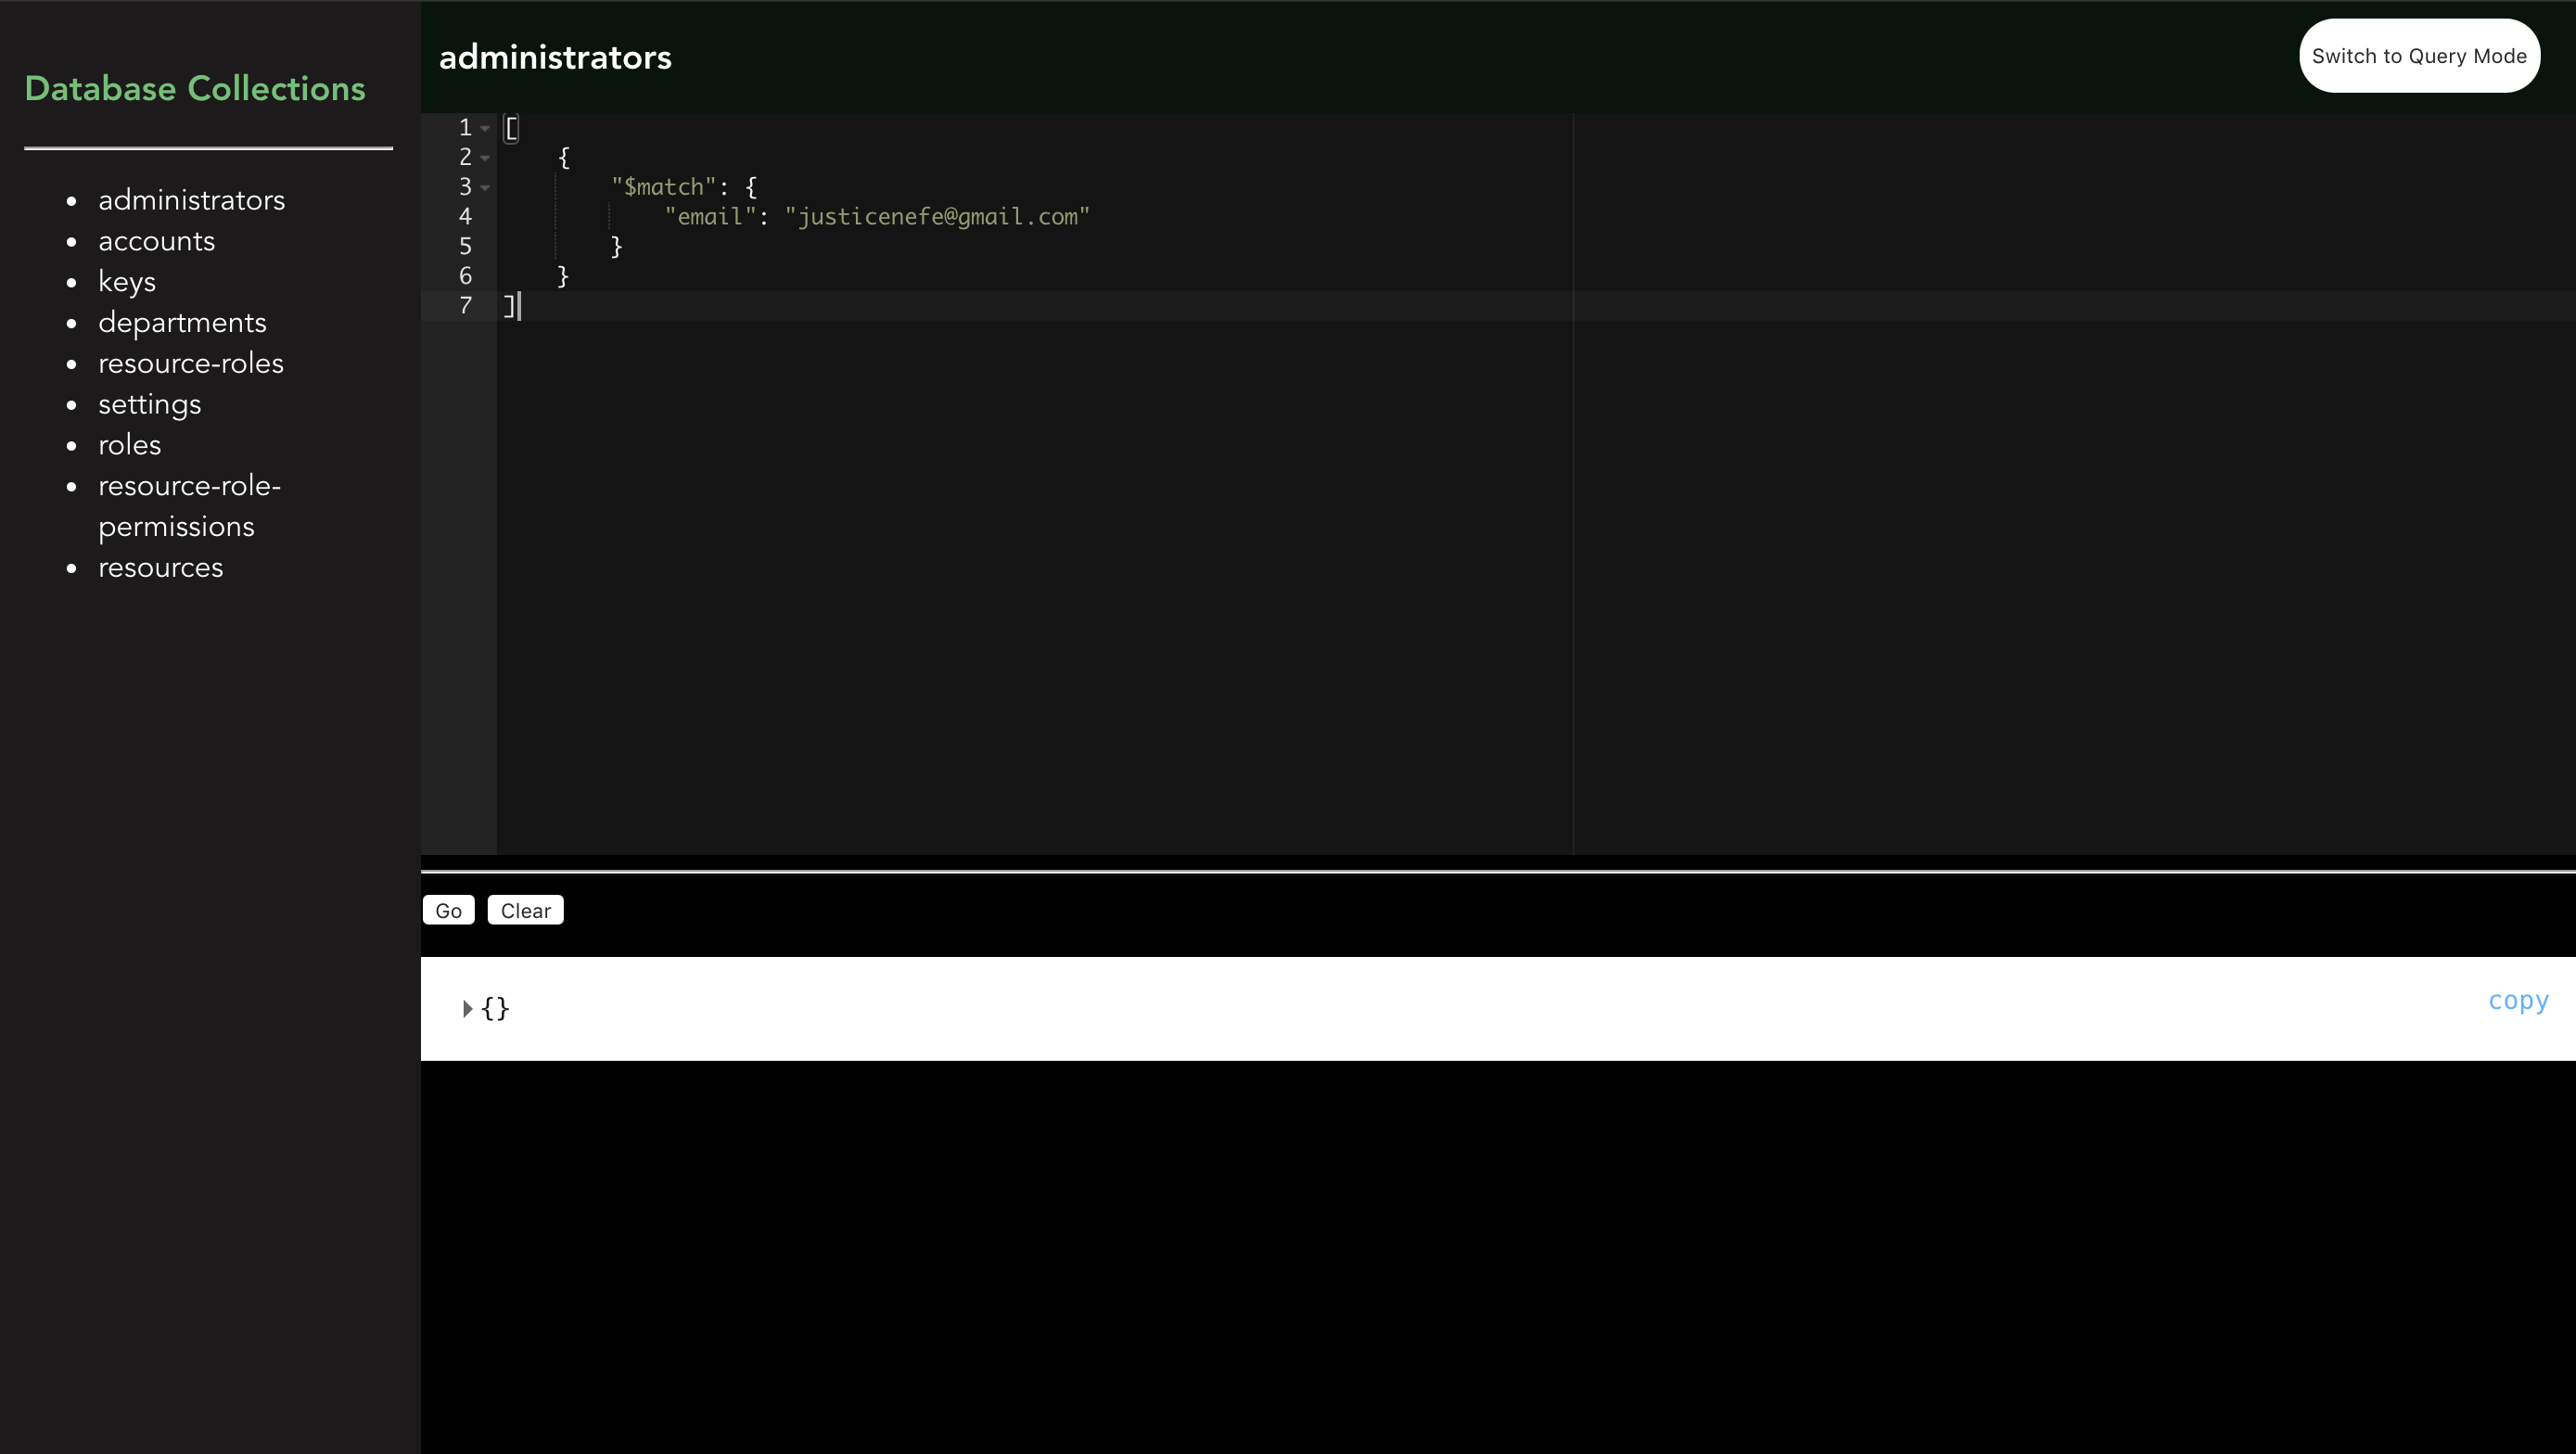 Database Collections
administrators
accounts
keys
departments
resource-roles
settings
roles
resource-role-
permissions
resources
administrators
Switch to Query Mode
1 [
2 {
3 "$match": {
4 "email": "justicenefe@gmail.com"
5 }
6 }
7 ]
Go Clear
{}
copy